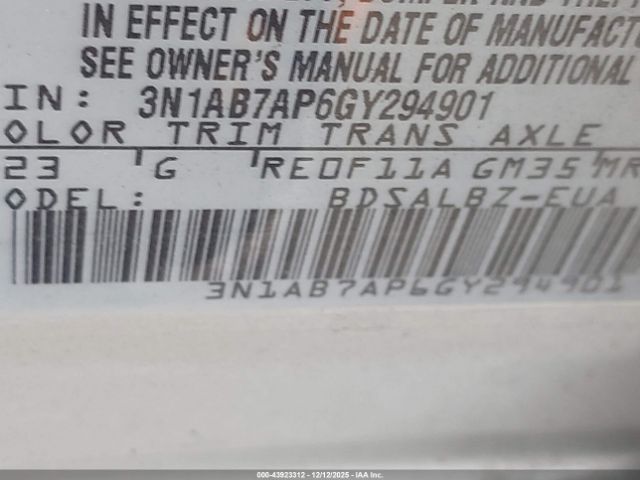 IN EFFECT ON THE DATE OF MANUFACT
SEE OWNER'S MANUAL FOR ADDITIONAL
IN: 3N1AB7AP6GY294901
OLOR TRIM TRANS AXLE
23 'G 'RE0F11A GM35 'MR
ODEL: BDSALBZ-EUA
3N1AB7AP6GY294901
000-43923312 - 12/12/2025 - IAA Inc.